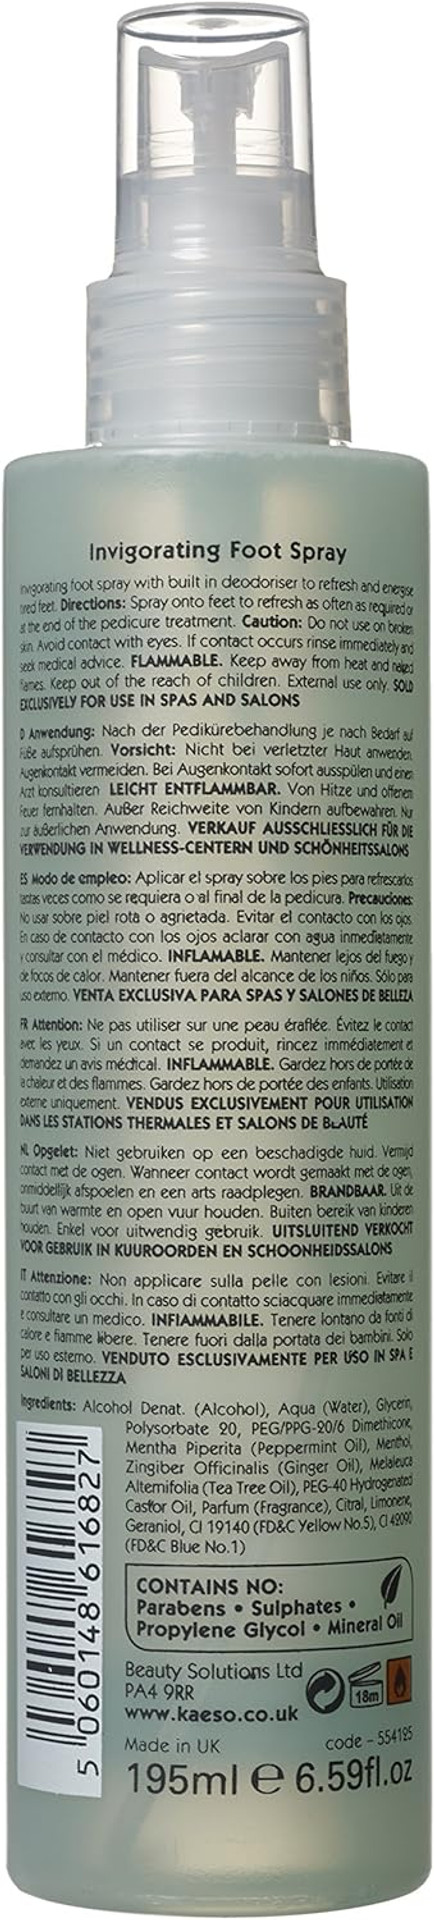 Invigorating Foot Spray
Invigorating foot spray with built in deodoriser to refresh and energise
tired feet. Directions: Spray onto feet to refresh as often as required or
at the end of the pedicure treatment. Caution: Do not use on broken
skin. Avoid contact with eyes. If contact occurs rinse immediately and
seek medical advice. FLAMMABLE. Keep away from heat and naked
flames. Keep out of the reach of children. External use only. SOLD
EXCLUSIVELY FOR USE IN SPAS AND SALONS
D Anwendung: Nach der Pedikürebehandlung je nach Bedarf auf
Füße aufsprühen. Vorsicht: Nicht bei verletzter Haut anwenden.
Augenkontakt vermeiden. Bei Augenkontakt sofort ausspülen und einen
Arzt konsultieren LEICHT ENTFLAMMBAR. Von Hitze und offenem
Feuer fernhalten. Außer Reichweite von Kindern aufbewahren. Nur
zur äußerlichen Anwendung. VERKAUF AUSSCHLIESSLICH FÜR DIE
VERWENDUNG IN WELLNESS-CENTERN UND SCHÖNHEITSSALONS
ES Modo de empleo: Aplicar el spray sobre los pies para refrescarlos
tantas veces como se requiera o al final de la pedicura. Precauciones:
No usar sobre piel rota o agrietada. Evitar el contacto con los ojos.
En caso de contacto con los ojos aclarar con agua inmediatamente
y consultar con el médico. INFLAMABLE. Mantener lejos del fuego y
de focos de calor. Mantener fuera del alcance de los niños. Sólo para
uso externo. VENTA EXCLUSIVA PARA SPAS Y SALONES DE BELLEZA
FR Attention: Ne pas utiliser sur une peau éraflée. Évitez le contact
avec les yeux. Si un contact se produit, rincez immédiatement et
demandez un avis médical. INFLAMMABLE. Gardez hors de portée de
la chaleur et des flammes. Gardez hors de portée des enfants. Utilisation
externe uniquement. VENDUS EXCLUSIVEMENT POUR UTILISATION
DANS LES STATIONS THERMALES ET SALONS DE BEAUTÉ
NL Opgelet: Niet gebruiken op een beschadigde huid. Vermijd
contact met de ogen. Wanneer contact wordt gemaakt met de ogen,
onmiddellijk afspoelen en een arts raadplegen. BRANDBAAR. Uit de
buurt van warmte en open vuur houden. Buiten bereik van kinderen
houden. Enkel voor uitwendig gebruik. UITSLUITEND VERKOCHT
VOOR GEBRUIK IN KUUROORDEN EN SCHOONHEIDSSALONS
IT Attenzione: Non applicare sulla pelle con lesioni. Evitare il
contatto con gli occhi. In caso di contatto sciacquare immediatamente
e consultare un medico. INFIAMMABILE. Tenere lontano da fonti di
calore e fiamme libere. Tenere fuori dalla portata dei bambini. Solo
per uso esterno. VENDUTO ESCLUSIVAMENTE PER USO IN SPA E
SALONI DI BELLEZZA
Ingredients: Alcohol Denat. (Alcohol), Aqua (Water), Glycerin,
Polysorbate 20, PEG/PPG-20/6 Dimethicone,
Mentha Piperita (Peppermint Oil), Menthol,
Zingiber Officinalis (Ginger Oil), Melaleuca
Alternifolia (Tea Tree Oil), PEG-40 Hydrogenated
Castor Oil, Parfum (Fragrance), Citral, Limonene,
Geraniol, CI 19140 (FD&C Yellow No.5), CI 42090
(FD&C Blue No.1)
5 060148 616827
CONTAINS NO:
Parabens • Sulphates •
Propylene Glycol • Mineral Oil
Beauty Solutions Ltd
PA4 9RR
www.kaeso.co.uk
18m
Made in UK
code - 554185
195ml e 6.59fl.oz